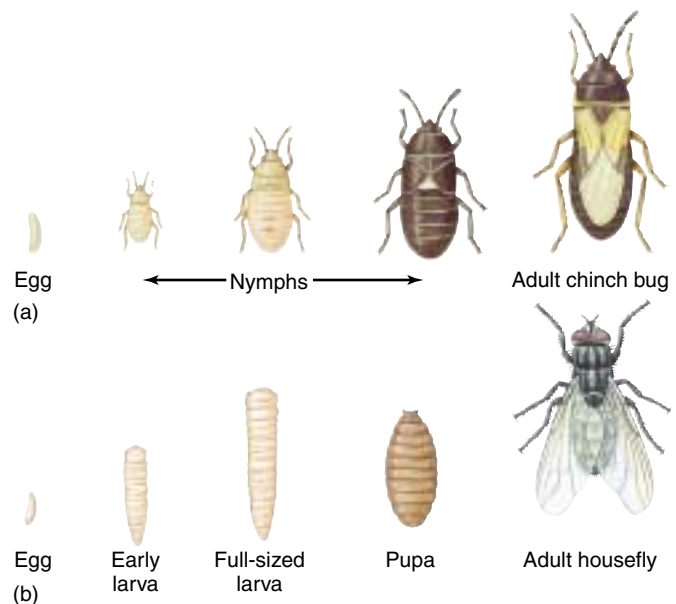 Egg
Nymphs
Adult chinch bug
(a)
Egg
Early
larva
Full-sized
larva
Pupa
Adult housefly
(b)